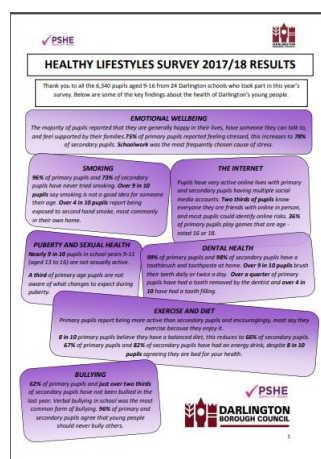 PSHE
DARLINGTON
BOROUGH COUNCIL
HEALTHY LIFESTYLES SURVEY 2017/18 RESULTS
Thank you to all the 6,340 pupils aged 9-16 from 24 Darlington schools who took part in this year's
survey. Below are some of the key findings about the health of Darlington's young people.
EMOTIONAL WELLBEING
The majority of pupils reported that they are generally happy in their lives, have someone they can talk to,
and feel supported by their families. 75% of primary pupils reported feeling stressed, this increases to 78%
of secondary pupils. Schoolwork was the most frequently chosen cause of stress.
SMOKING
96% of primary pupils and 73% of secondary
pupils have never tried smoking. Over 9 in 10
pupils say smoking is not a good idea for someone
their age. Over 4 in 10 pupils report being
exposed to second hand smoke, most commonly
in their own home.
THE INTERNET
Pupils have very active online lives with primary
and secondary pupils having multiple social
media accounts. Two thirds of pupils know
everyone they are friends with online in person,
and most pupils could identify online risks. 36%
of primary pupils play games that are age -
rated 16 or 18.
PUBERTY AND SEXUAL HEALTH
Nearly 9 in 10 pupils in school years 9-11
(aged 13 to 16) are not sexually active.
A third of primary age pupils are not
aware of what changes to expect during
puberty.
DENTAL HEALTH
99% of primary pupils and 98% of secondary pupils have a
toothbrush and toothpaste at home. Over 9 in 10 pupils brush
their teeth daily or twice a day. Over a quarter of primary
pupils have had a tooth removed by the dentist and over 4 in
10 have had a tooth filling.
EXERCISE AND DIET
Primary pupils report being more active than secondary pupils and encouragingly, most say they
exercise because they enjoy it.
8 in 10 primary pupils believe they have a balanced diet, this reduces to 66% of secondary pupils.
67% of primary pupils and 82% of secondary pupils have had an energy drink, despite 8 in 10
pupils agreeing they are bad for your health.
BULLYING
62% of primary pupils and just over two thirds
of secondary pupils have not been bullied in the
last year. Verbal bullying in school was the most
common form of bullying. 96% of primary and
secondary pupils agree that young people
should never bully others.
PSHE
DARLINGTON
BOROUGH COUNCIL
1